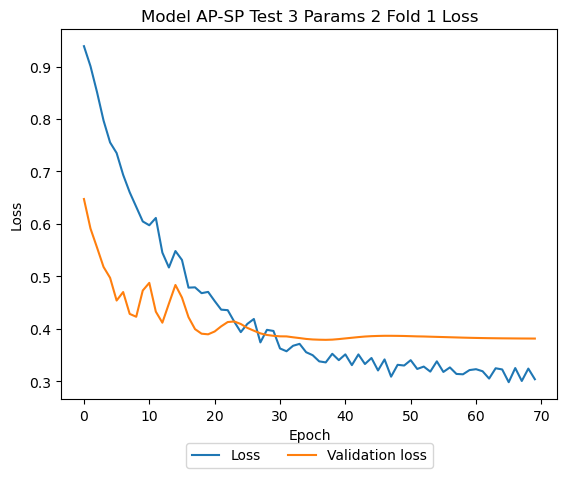 Model AP-SP Test 3 Params 2 Fold 1 Loss
Loss
0.9
0.8
0.7
0.6
0.5
0.4
0.3
0 10 20 30 40 50 60 70
Epoch
Loss Validation loss